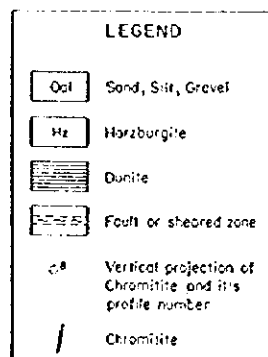 LEGEND
Qal Sand, Silt, Gravel
Hz Harzburgite
Dunite
Fault or sheared zone
Vertical projection of
Chromitite and it's
profile number
Chromitite